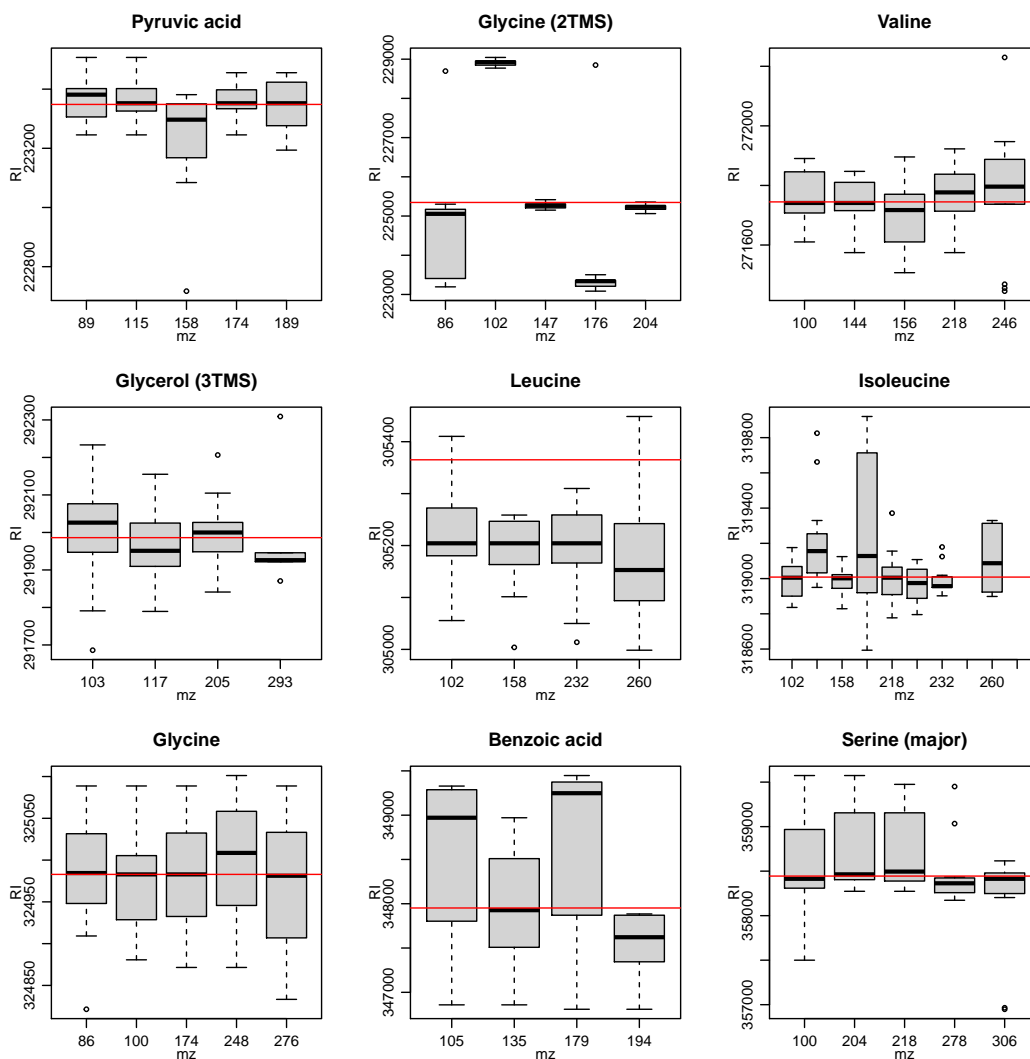 Pyruvic acid
RI
222800
223200
89 115 158 174 189
mz
Glycine (2TMS)
RI
223000
225000
227000
229000
86 102 147 176 204
mz
Valine
RI
271600
272000
100 144 156 218 246
mz
Glycerol (3TMS)
RI
291700
291900
292100
292300
103 117 205 293
mz
Leucine
RI
305000
305200
305400
102 158 232 260
mz
Isoleucine
RI
318600
319000
319400
319800
102 158 218 232 260
mz
Glycine
RI
324850
324950
325050
86 100 174 248 276
mz
Benzoic acid
RI
347000
348000
349000
105 135 179 194
mz
Serine (major)
RI
357000
358000
359000
100 204 218 278 306
mz